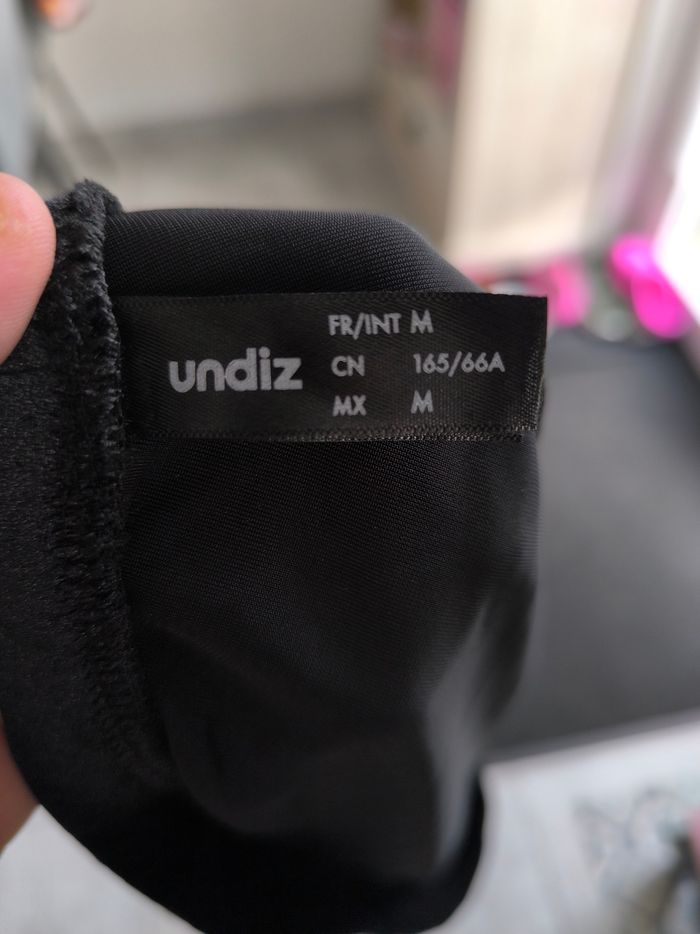 undiz
FR/INT M
CN 165/66A
MX M